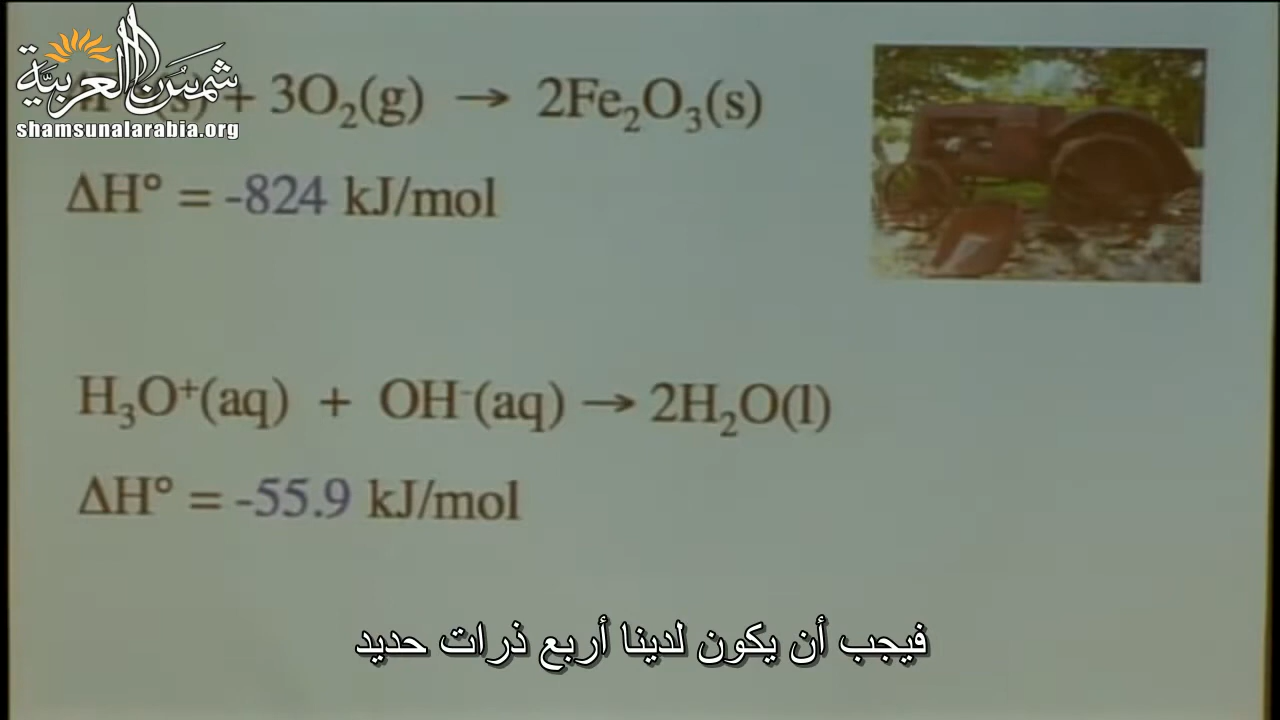 شمس العربية
shamsunalarabia.org
(s) + 3O₂(g) → 2Fe₂O₃(s)
ΔH° = -824 kJ/mol
H₃O⁺(aq) + OH⁻(aq) → 2H₂O(l)
ΔH° = -55.9 kJ/mol
فيجب أن يكون لدينا أربع ذرات حديد